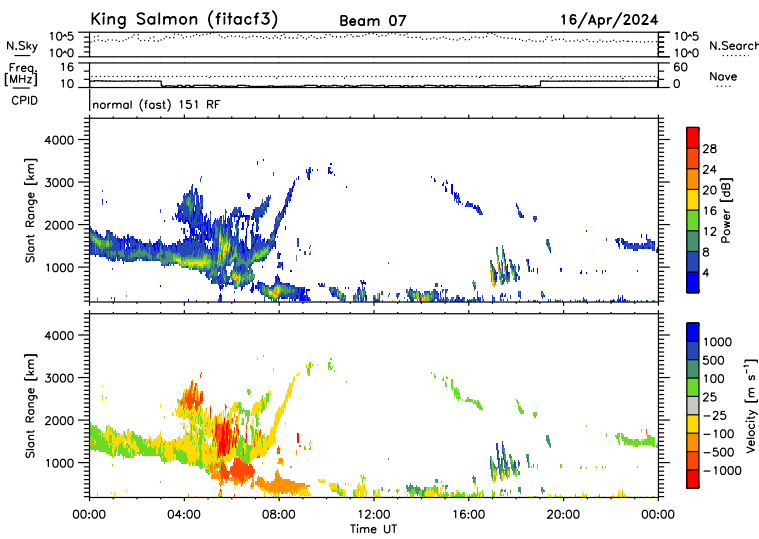 King Salmon (fitacf3) Beam 07 16/Apr/2024
N.Sky 10^5 10^0 10^5 10^0 N.Search
Freq. [MHz] 16 10 60 0 Nave
CPID normal (fast) 151 RF
Slant Range [km] 4000 3000 2000 1000
Power [dB] 28 24 20 16 12 8 4
Slant Range [km] 4000 3000 2000 1000
Velocity [m s⁻¹] 1000 500 100 25 −25 −100 −500 −1000
00:00 04:00 08:00 12:00 16:00 20:00 00:00
Time UT